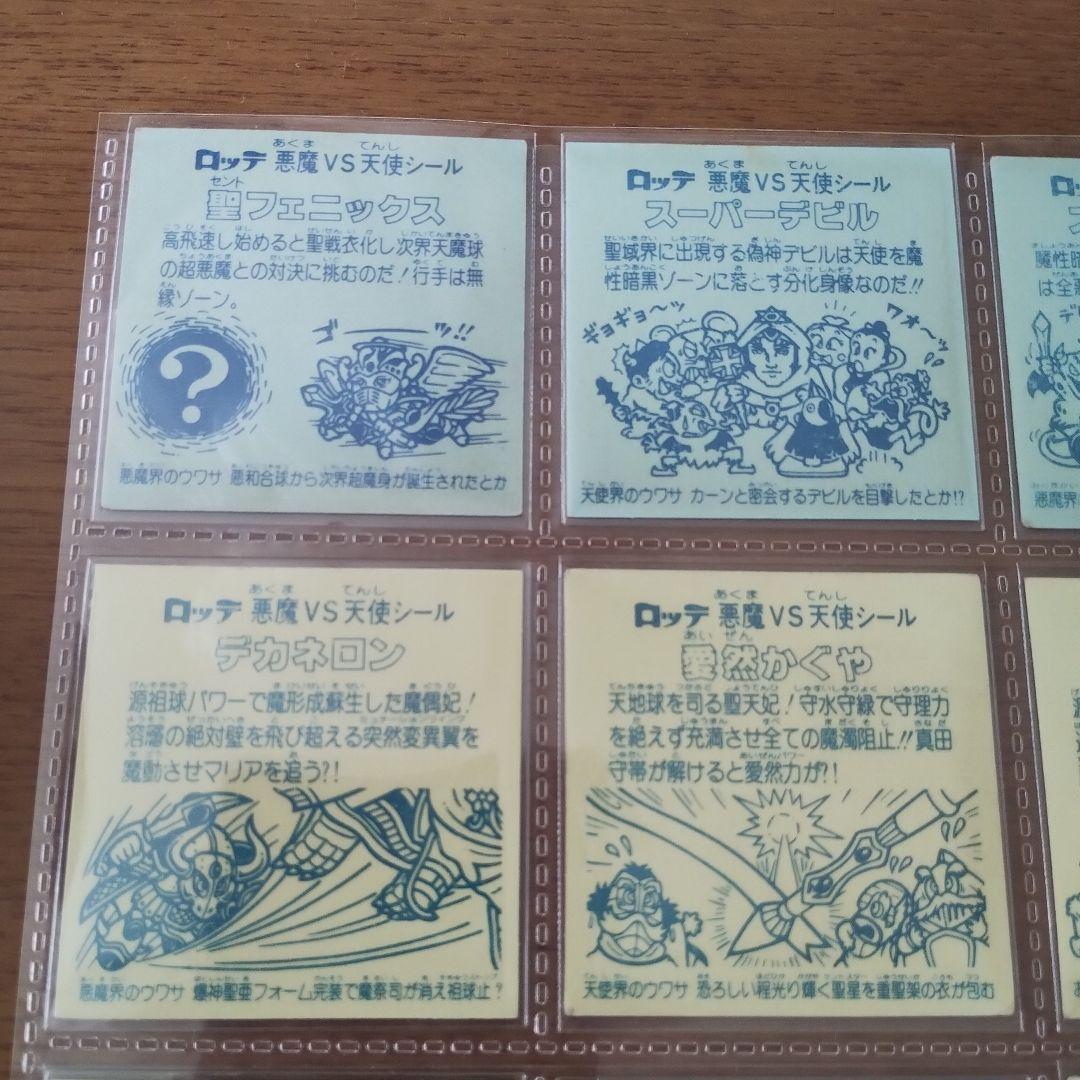 ロッテ 悪魔VS天使シール
聖フェニックス
高飛速し始めると聖戦衣化し次界天魔球
の超悪魔との対決に挑むのだ！行手は無
縁ゾーン。
?
ゴ ッ!!
悪魔界のウワサ 悪和合球から次界超魔身が誕生されたとか
ロッテ 悪魔VS天使シール
スーパーデビル
聖域界に出現する偽神デビルは天使を魔
性暗黒ゾーンに落とす分化身像なのだ!!
ギョギョ～ッ
ワォ～ッ
天使界のウワサ カーンと密会するデビルを目撃したとか!?
魔性暗
は全悪
悪魔界
ロッテ 悪魔VS天使シール
デカネロン
源祖球パワーで魔形成蘇生した魔偶妃！
溶層の絶対壁を飛び超える突然変異翼を
魔動させマリアを追う?!
悪魔界のウワサ 爆神聖亜フォーム完装で魔祭司が消え祖球止？
ロッテ 悪魔VS天使シール
愛然かぐや
天地球を司る聖天妃！守水守緑で守理力
を絶えず充満させ全ての魔濁阻止!!真田
守帯が解けると愛然力が?!
天使界のウワサ 恐ろしい程光り輝く聖星を重聖架の衣が包む